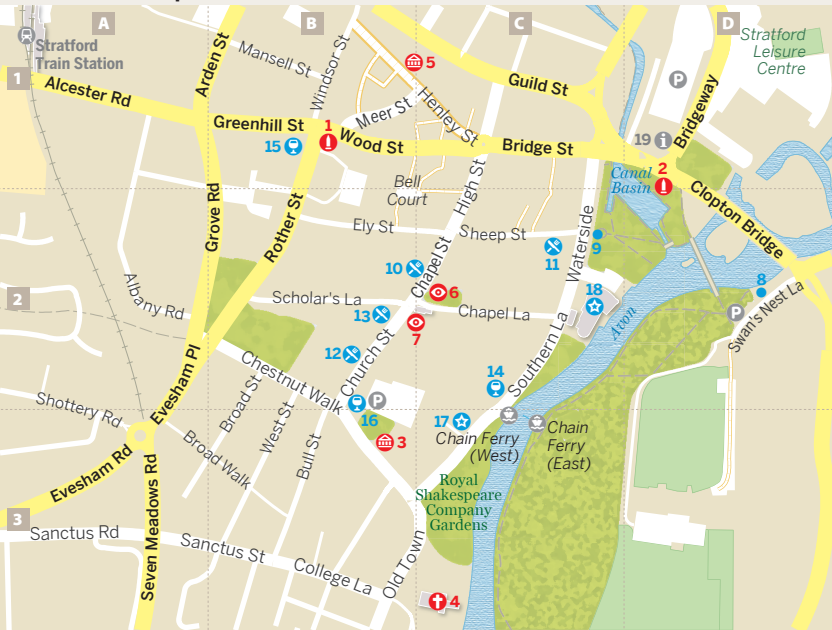 A
B
C
D
Stratford
Train Station
Stratford
Leisure
Centre
Arden St
Mansell St
Windsor St
5
P
1
Alcester Rd
Guild St
Bridgeway
Meer St
Henley St
Greenhill St
1
15
Wood St
Bridge St
19
i
2
Canal
Basin
Bell
Court
High St
Clopton Bridge
Grove Rd
Rother St
Ely St
Sheep St
Waterside
9
11
10
Chapel St
8
Albany Rd
2
Scholar's La
6
18
Swan's Nest La
P
13
7
Chapel La
Avon
12
Church St
Southern La
Evesham Pl
Chestnut Walk
14
P
16
Shottery Rd
Broad St
West St
Bull St
17
Chain Ferry
(West)
Chain
Ferry
(East)
3
Broad Walk
Evesham Rd
Royal
Shakespeare
Company
Gardens
3
Seven Meadows Rd
Sanctus Rd
Sanctus St
College La
Old Town
4